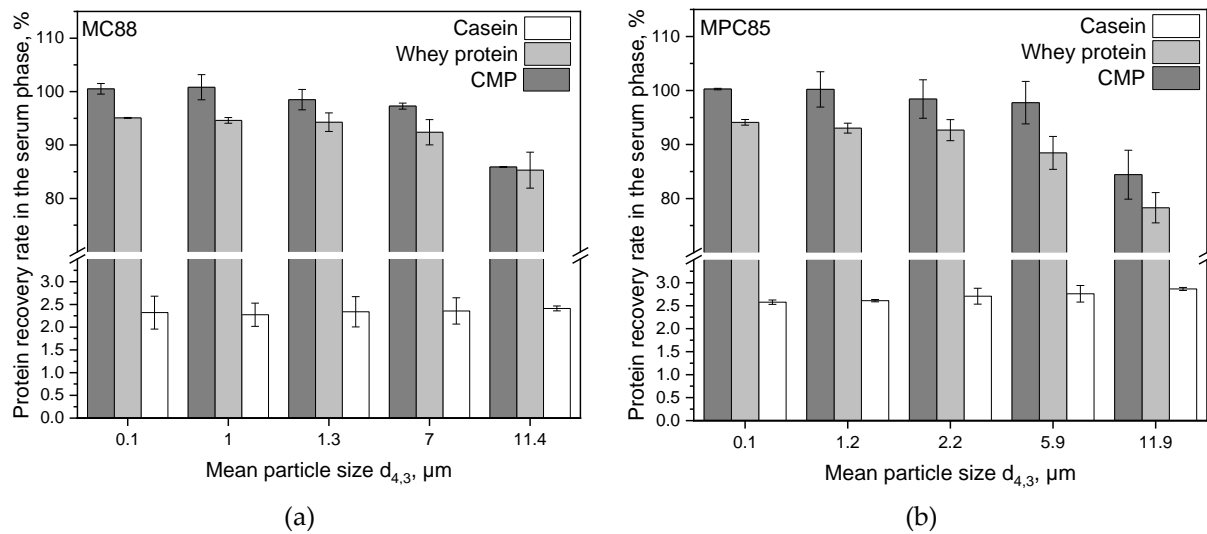 MC88
Casein
Whey protein
CMP
Protein recovery rate in the serum phase, %
110
100
90
80
3.0
2.5
2.0
1.5
1.0
0.5
0.0
0.1 1 1.3 7 11.4
Mean particle size d4,3, µm
(a)
MPC85
Casein
Whey protein
CMP
Protein recovery rate in the serum phase, %
110
100
90
80
3.0
2.5
2.0
1.5
1.0
0.5
0.0
0.1 1.2 2.2 5.9 11.9
Mean particle size d4,3, µm
(b)